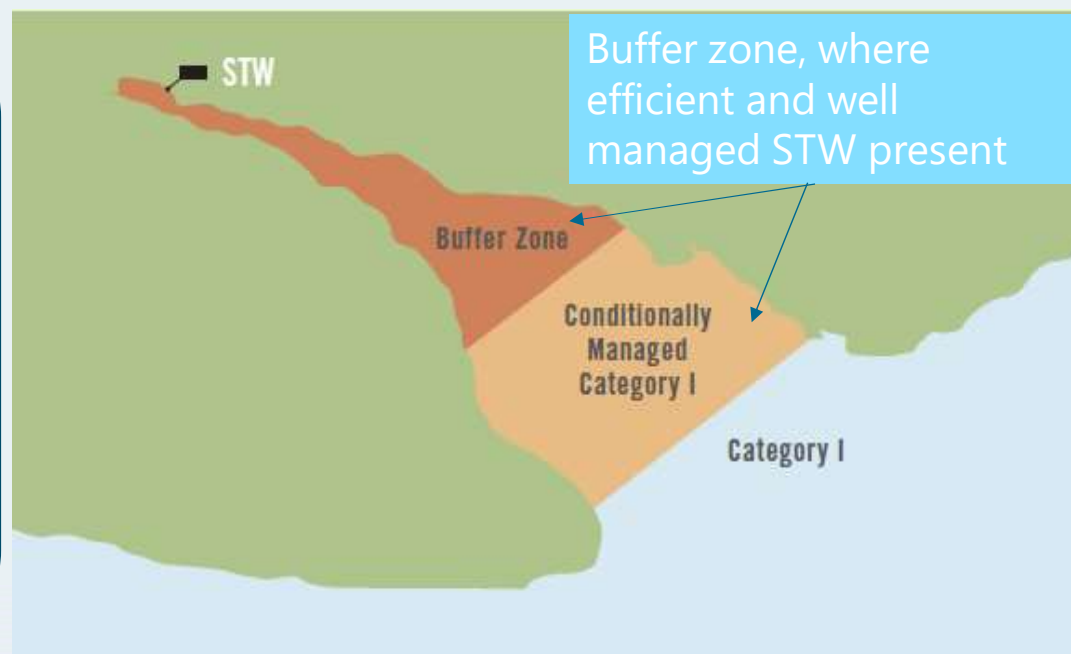 STW
Buffer zone, where
efficient and well
managed STW present
Buffer Zone
Conditionally
Managed
Category I
Category I